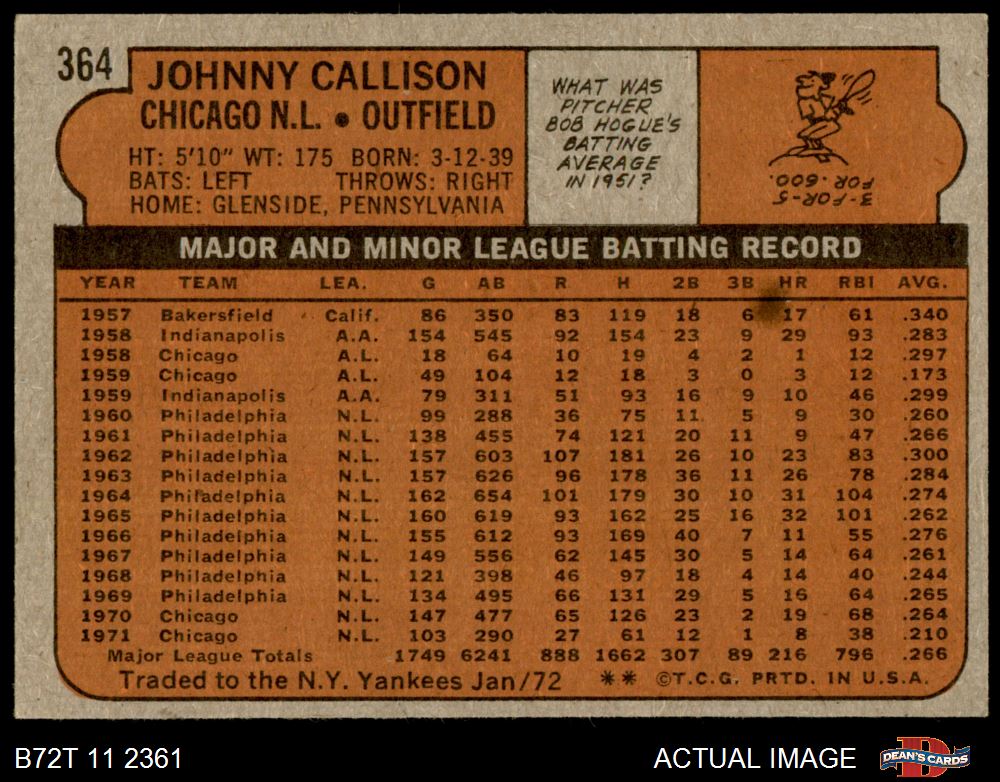 364
JOHNNY CALLISON
CHICAGO N.L. • OUTFIELD
HT: 5'10" WT: 175 BORN: 3-12-39
BATS: LEFT THROWS: RIGHT
HOME: GLENSIDE, PENNSYLVANIA
WHAT WAS
PITCHER
BOB HOGUE'S
BATTING
AVERAGE
IN 1951?
3-FOR-5
FOR .600.
MAJOR AND MINOR LEAGUE BATTING RECORD
YEAR TEAM LEA. G AB R H 2B 3B HR RBI AVG.
1957 Bakersfield Calif. 86 350 83 119 18 6 17 61 .340
1958 Indianapolis A.A. 154 545 92 154 23 9 29 93 .283
1958 Chicago A.L. 18 64 10 19 4 2 1 12 .297
1959 Chicago A.L. 49 104 12 18 3 0 3 12 .173
1959 Indianapolis A.A. 79 311 51 93 16 9 10 46 .299
1960 Philadelphia N.L. 99 288 36 75 11 5 9 30 .260
1961 Philadelphia N.L. 138 455 74 121 20 11 9 47 .266
1962 Philadelphia N.L. 157 603 107 181 26 10 23 83 .300
1963 Philadelphia N.L. 157 626 96 178 36 11 26 78 .284
1964 Philadelphia N.L. 162 654 101 179 30 10 31 104 .274
1965 Philadelphia N.L. 160 619 93 162 25 16 32 101 .262
1966 Philadelphia N.L. 155 612 93 169 40 7 11 55 .276
1967 Philadelphia N.L. 149 556 62 145 30 5 14 64 .261
1968 Philadelphia N.L. 121 398 46 97 18 4 14 40 .244
1969 Philadelphia N.L. 134 495 66 131 29 5 16 64 .265
1970 Chicago N.L. 147 477 65 126 23 2 19 68 .264
1971 Chicago N.L. 103 290 27 61 12 1 8 38 .210
Major League Totals 1749 6241 888 1662 307 89 216 796 .266
Traded to the N.Y. Yankees Jan/72 ** ©T.C.G. PRTD. IN U.S.A.
B72T 11 2361 ACTUAL IMAGE DEAN'S CARDS